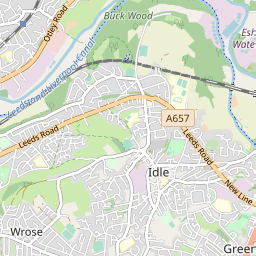 Buck Wood
Otley Road
Esh
Wate
Leeds and Liverpool Canal
A657
Leeds Road
Leeds Road
Idle
New Line
Wrose
Green